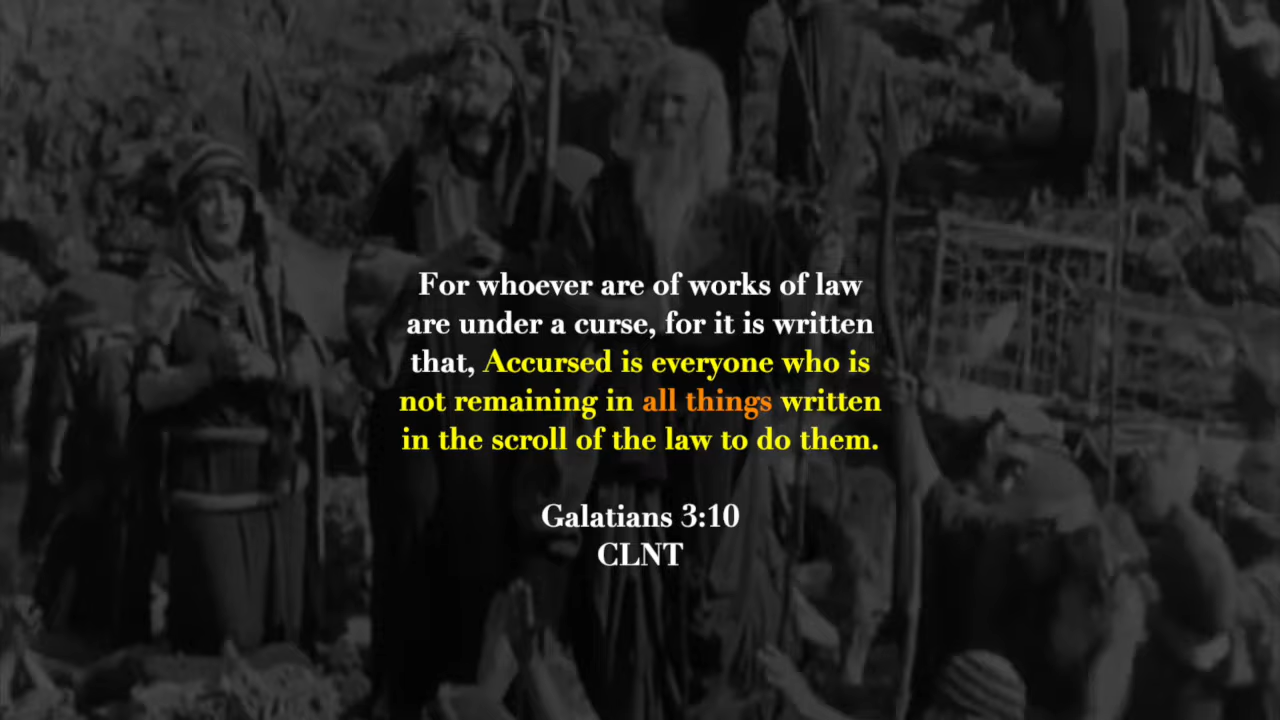 For whoever are of works of law
are under a curse, for it is written
that, Accursed is everyone who is
not remaining in all things written
in the scroll of the law to do them.
Galatians 3:10
CLNT